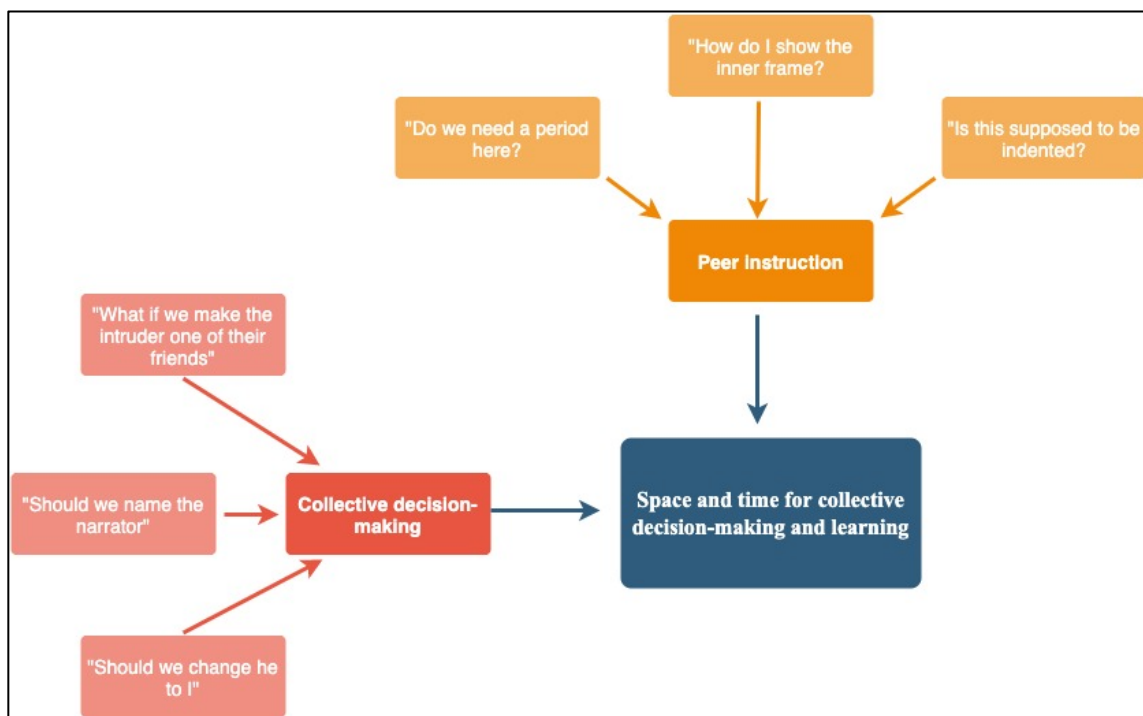 "How do I show the
inner frame?
"Do we need a period
here?
"Is this supposed to be
indented?
Peer instruction
"What if we make the
intruder one of their
friends"
"Should we name the
narrator"
Collective decision-
making
Space and time for collective
decision-making and learning
"Should we change he
to I"